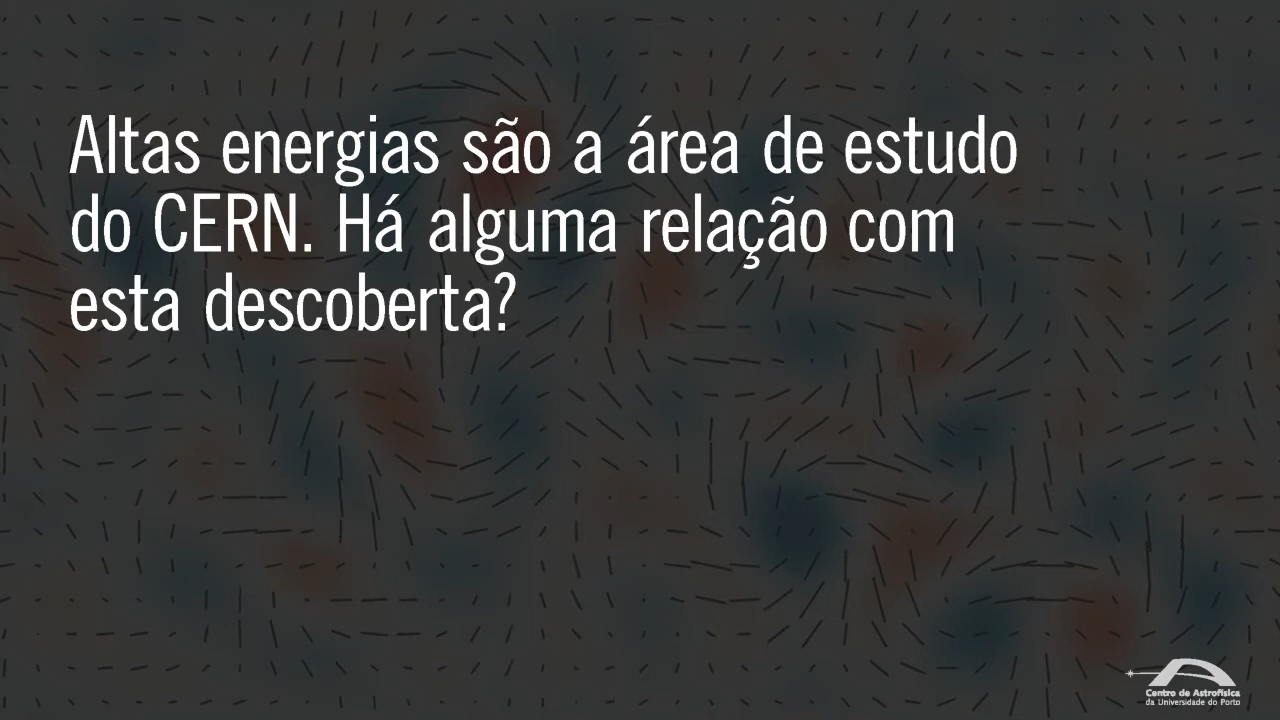 Altas energias são a área de estudo
do CERN. Há alguma relação com
esta descoberta?
Centro de Astrofísica
da Universidade do Porto